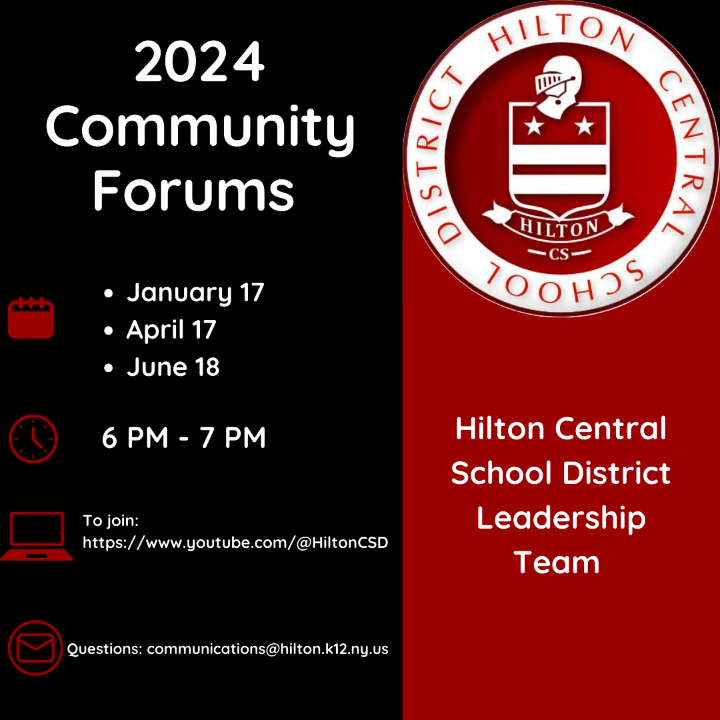 2024
Community
Forums
• January 17
• April 17
• June 18
6 PM - 7 PM
To join:
https://www.youtube.com/@HiltonCSD
Questions: communications@hilton.k12.ny.us
HILTON CENTRAL SCHOOL DISTRICT
HILTON
CS
Hilton Central
School District
Leadership
Team